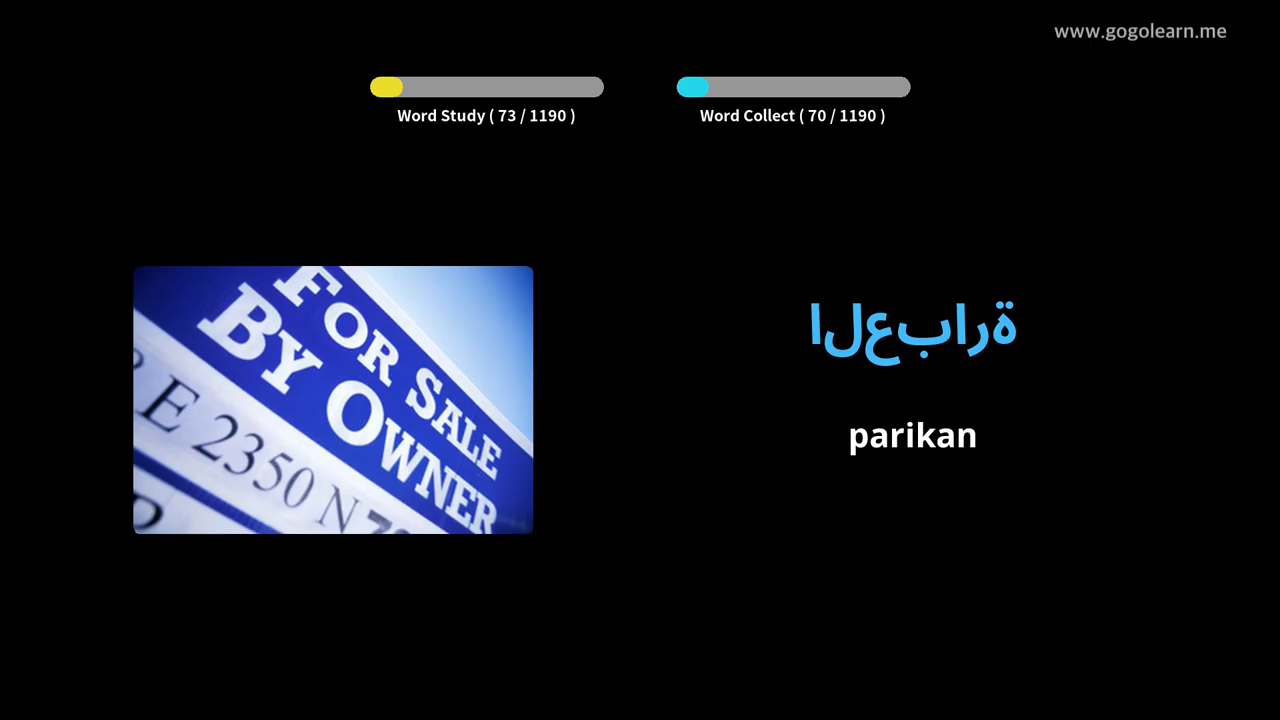 www.gogolearn.me
Word Study ( 73 / 1190 )
Word Collect ( 70 / 1190 )
FOR SALE
BY OWNER
E 2350 N
العبارة
parikan